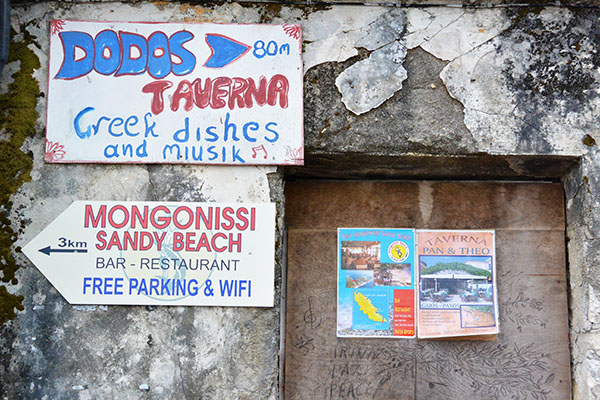 DODOS 80m
TAVERNA
Greek dishes
and miusik
MONGONISSI
3km
SANDY BEACH
BAR - RESTAURANT
FREE PARKING & WIFI
TAVERNA
PAN & THEO